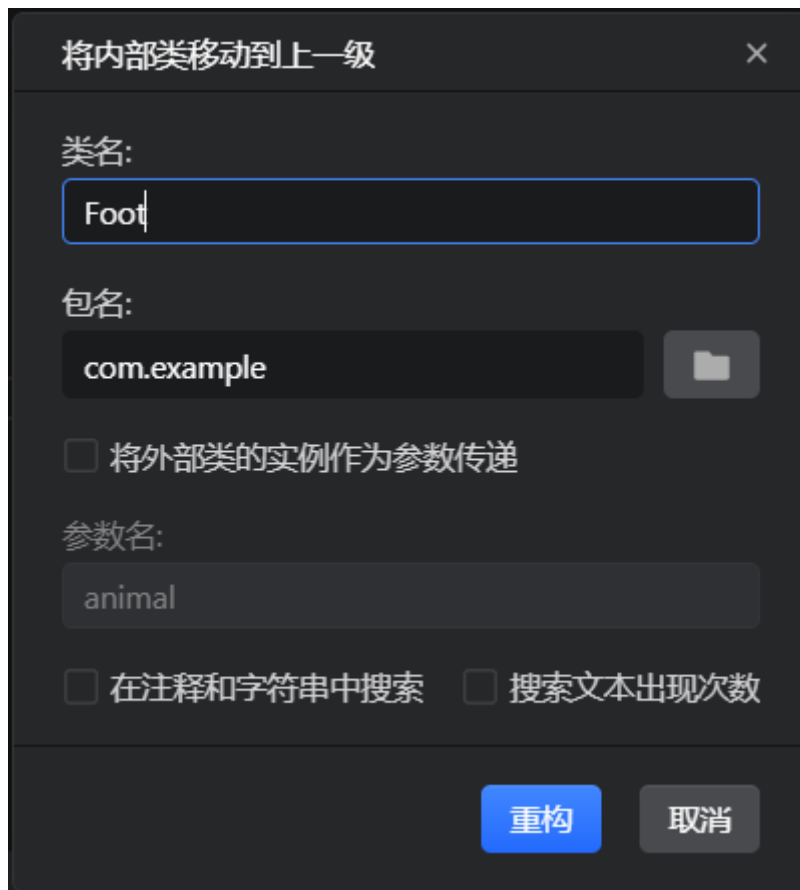 将内部类移动到上一级
类名:
Foot
包名:
com.example
将外部类的实例作为参数传递
参数名:
animal
在注释和字符串中搜索 搜索文本出现次数
重构 取消